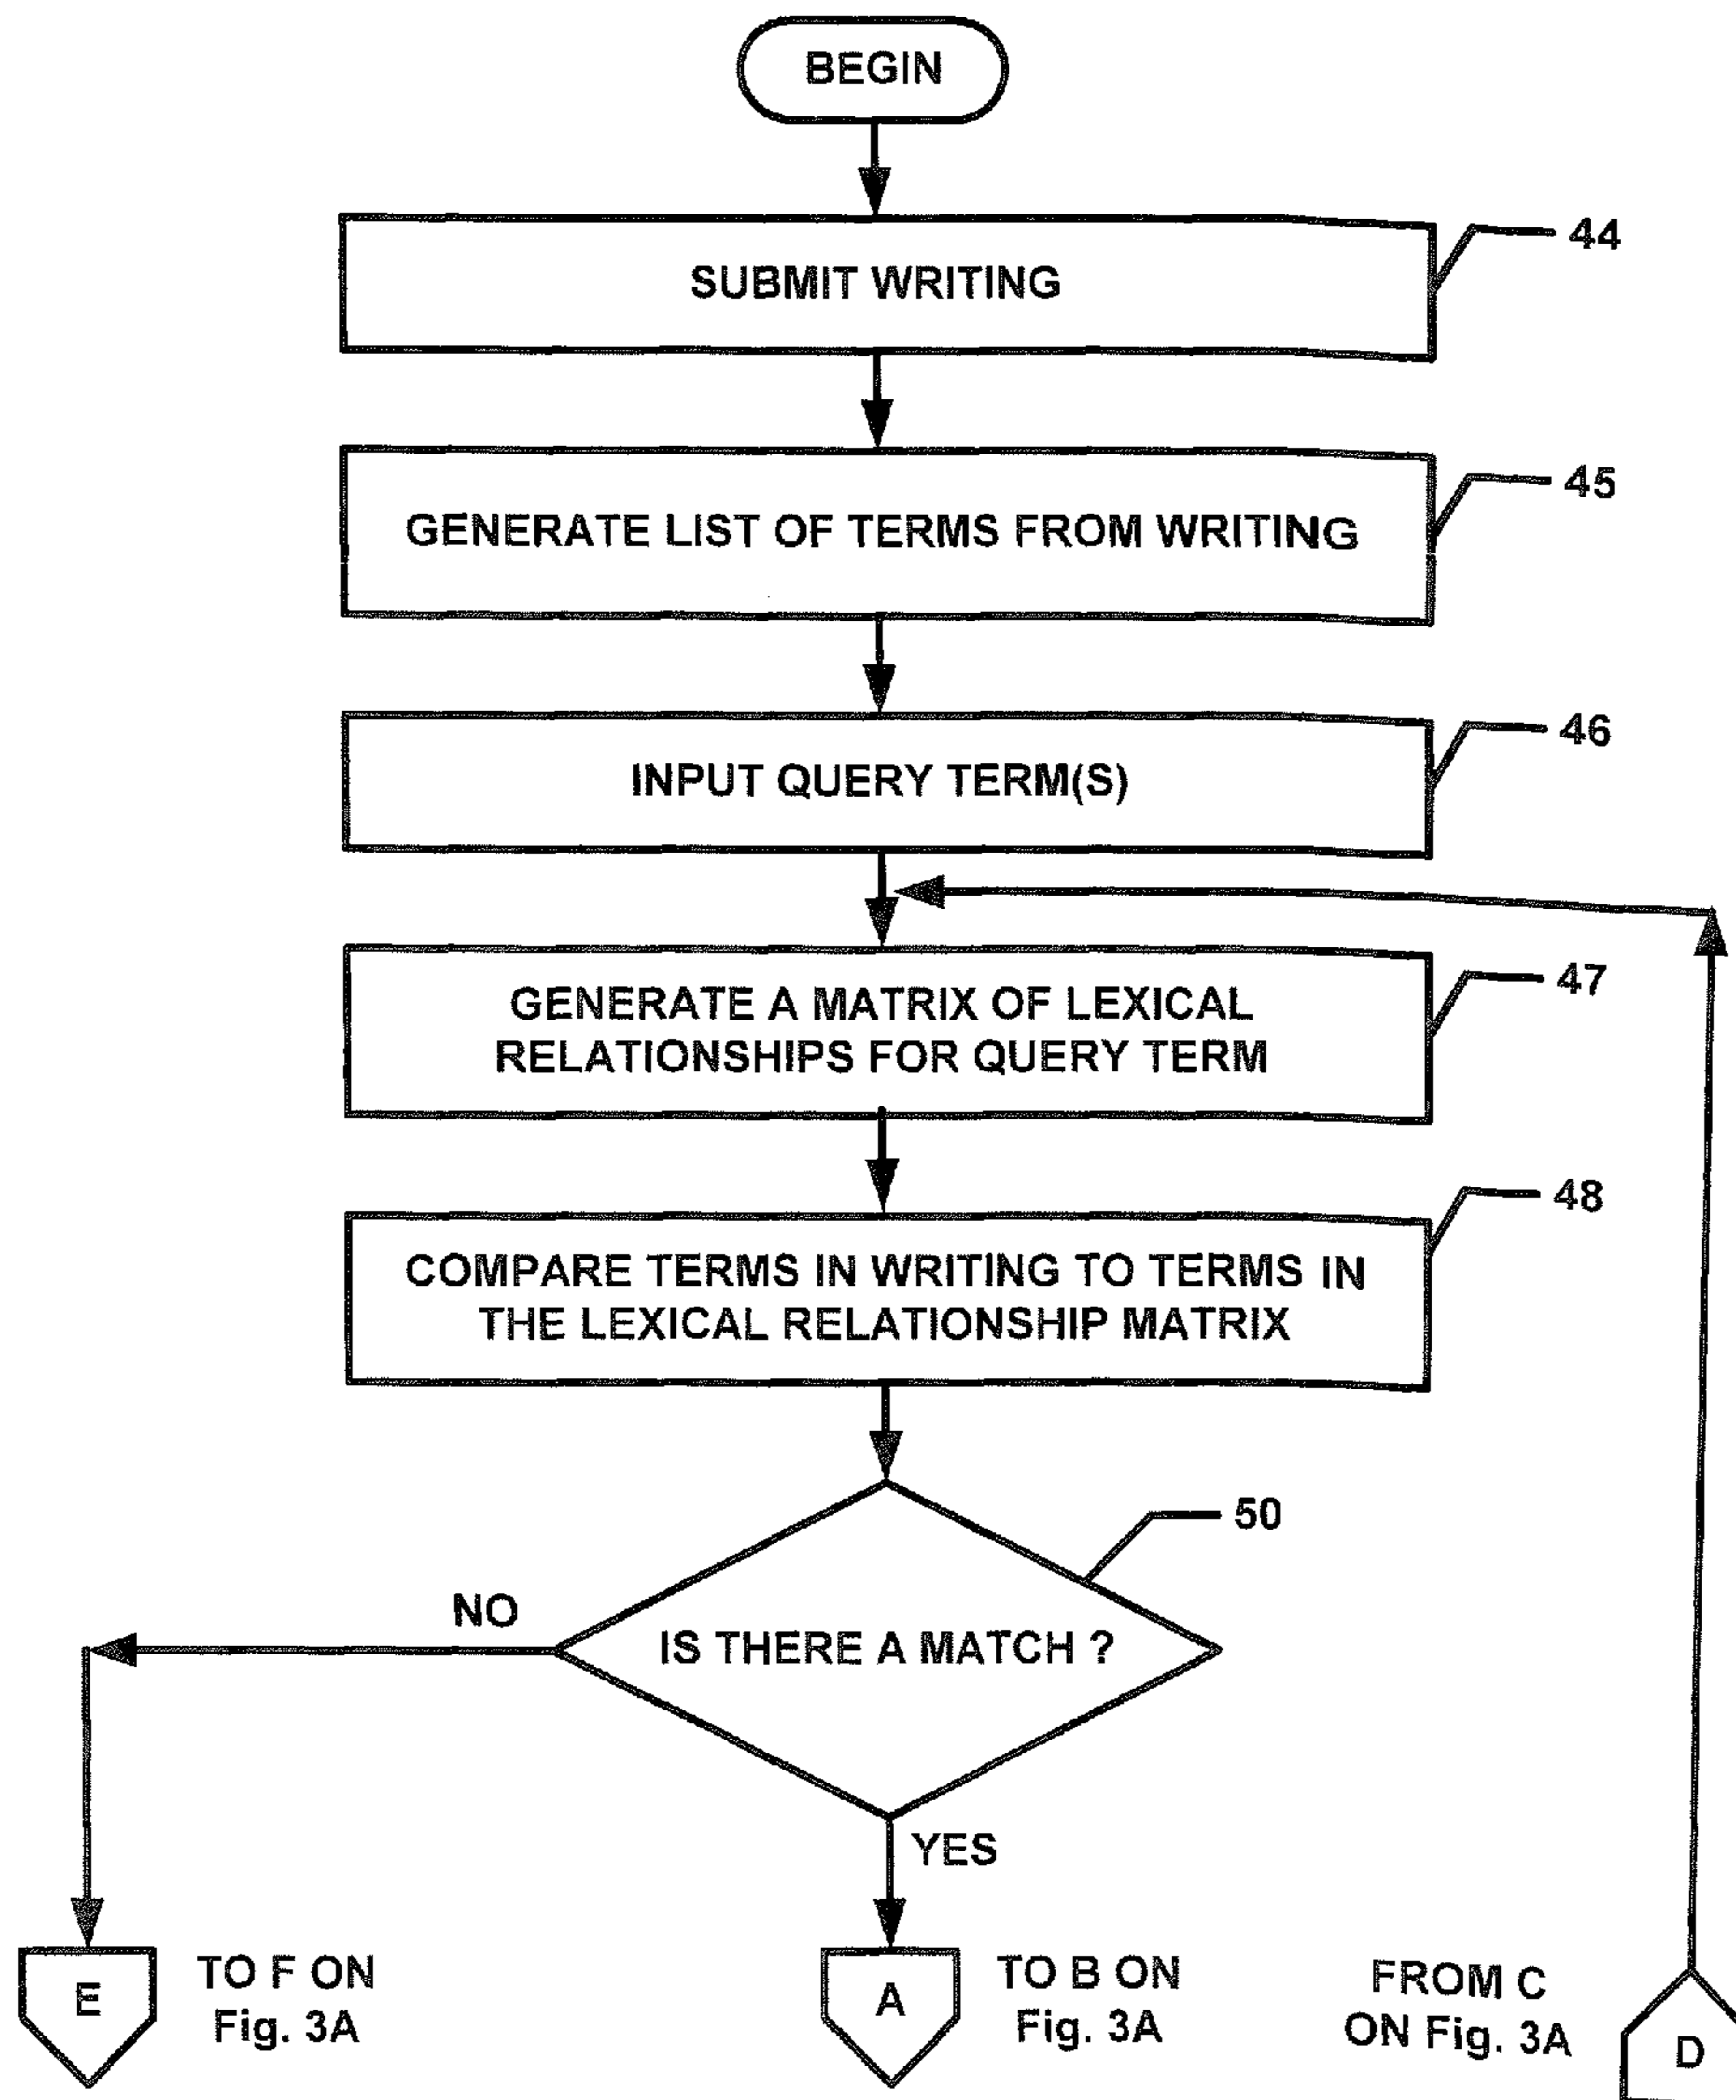 BEGIN
SUBMIT WRITING
44
GENERATE LIST OF TERMS FROM WRITING
45
INPUT QUERY TERM(S)
46
GENERATE A MATRIX OF LEXICAL
RELATIONSHIPS FOR QUERY TERM
47
COMPARE TERMS IN WRITING TO TERMS IN
THE LEXICAL RELATIONSHIP MATRIX
48
IS THERE A MATCH ?
50
NO
YES
E
TO F ON
Fig. 3A
A
TO B ON
Fig. 3A
FROM C
ON Fig. 3A
D